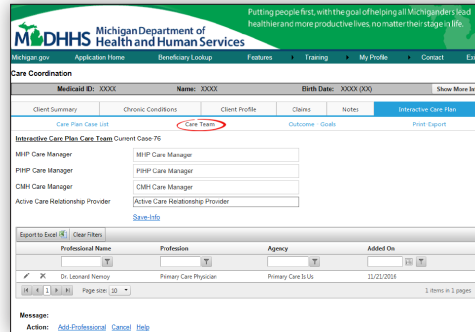 Putting people first, with the goal of helping all Michiganders lead
healthier and more productive lives, no matter their stage in life.
MDHHS Michigan Department of
Health and Human Services
Michigan.gov Application Home Beneficiary Lookup Features Training My Profile Contact
Care Coordination
Medicaid ID: XXXX Name: XXXX Birth Date: XXXX (XX) Show More
Client Summary Chronic Conditions Client Profile Claims Notes Interactive Care Plan
Care Plan Case List Care Team Outcome - Goals Print-Export
Interactive Care Plan Care Team Current Case-76
MHP Care Manager MHP Care Manager
PIHP Care Manager PIHP Care Manager
CMH Care Manager CMH Care Manager
Active Care Relationship Provider Active Care Relationship Provider
Save-Info
Export to Excel Clear Filters
Professional Name Profession Agency Added On
Dr. Leonard Nemoy Primary Care Physician Primary Care Is Us 11/21/2016
1 Page size: 10 1 items in 1 pages
Message:
Action: Add-Professional Cancel Help